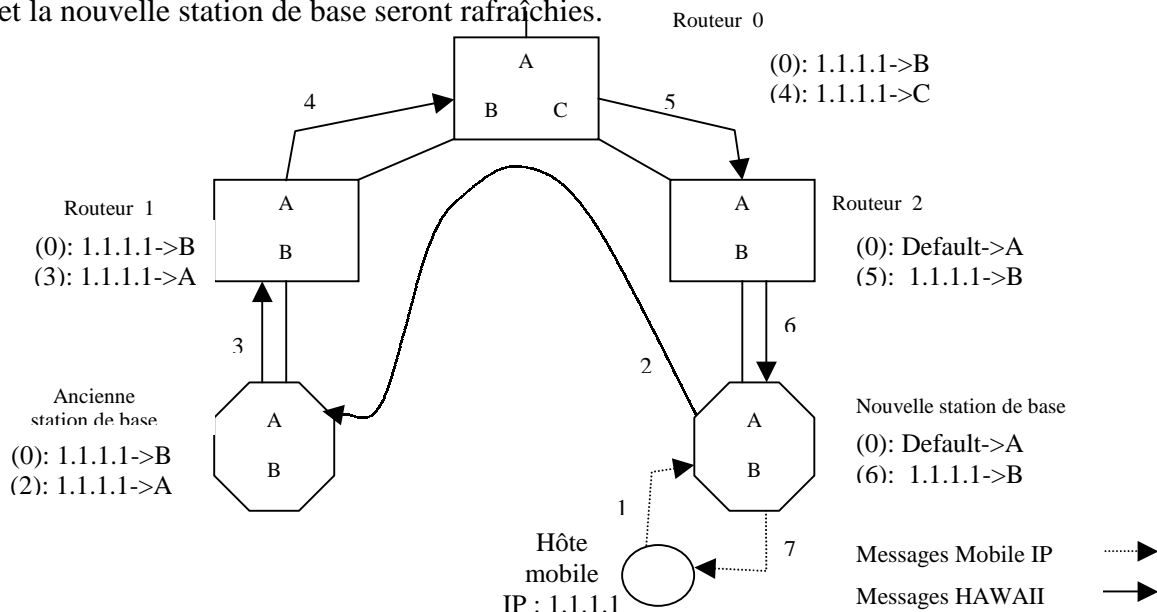 et la nouvelle station de base seront rafraîchies.
Routeur 0
A
B C
(0): 1.1.1.1->B
(4): 1.1.1.1->C
4
5
Routeur 1
A
B
(0): 1.1.1.1->B
(3): 1.1.1.1->A
A
B
Routeur 2
(0): Default->A
(5): 1.1.1.1->B
3
2
6
Ancienne
station de base
A
B
(0): 1.1.1.1->B
(2): 1.1.1.1->A
A
B
Nouvelle station de base
(0): Default->A
(6): 1.1.1.1->B
1
7
Hôte
mobile
IP : 1.1.1.1
Messages Mobile IP
Messages HAWAII